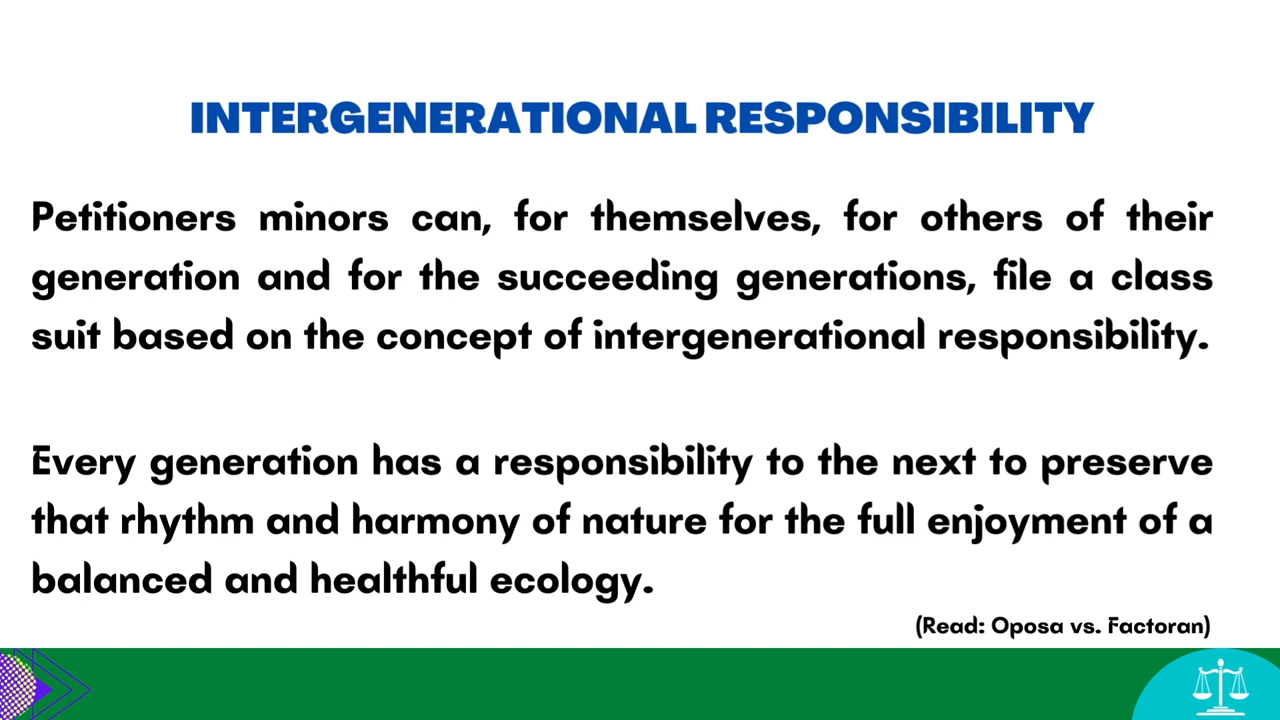 INTERGENERATIONAL RESPONSIBILITY
Petitioners minors can, for themselves, for others of their
generation and for the succeeding generations, file a class
suit based on the concept of intergenerational responsibility.
Every generation has a responsibility to the next to preserve
that rhythm and harmony of nature for the full enjoyment of a
balanced and healthful ecology.
(Read: Oposa vs. Factoran)